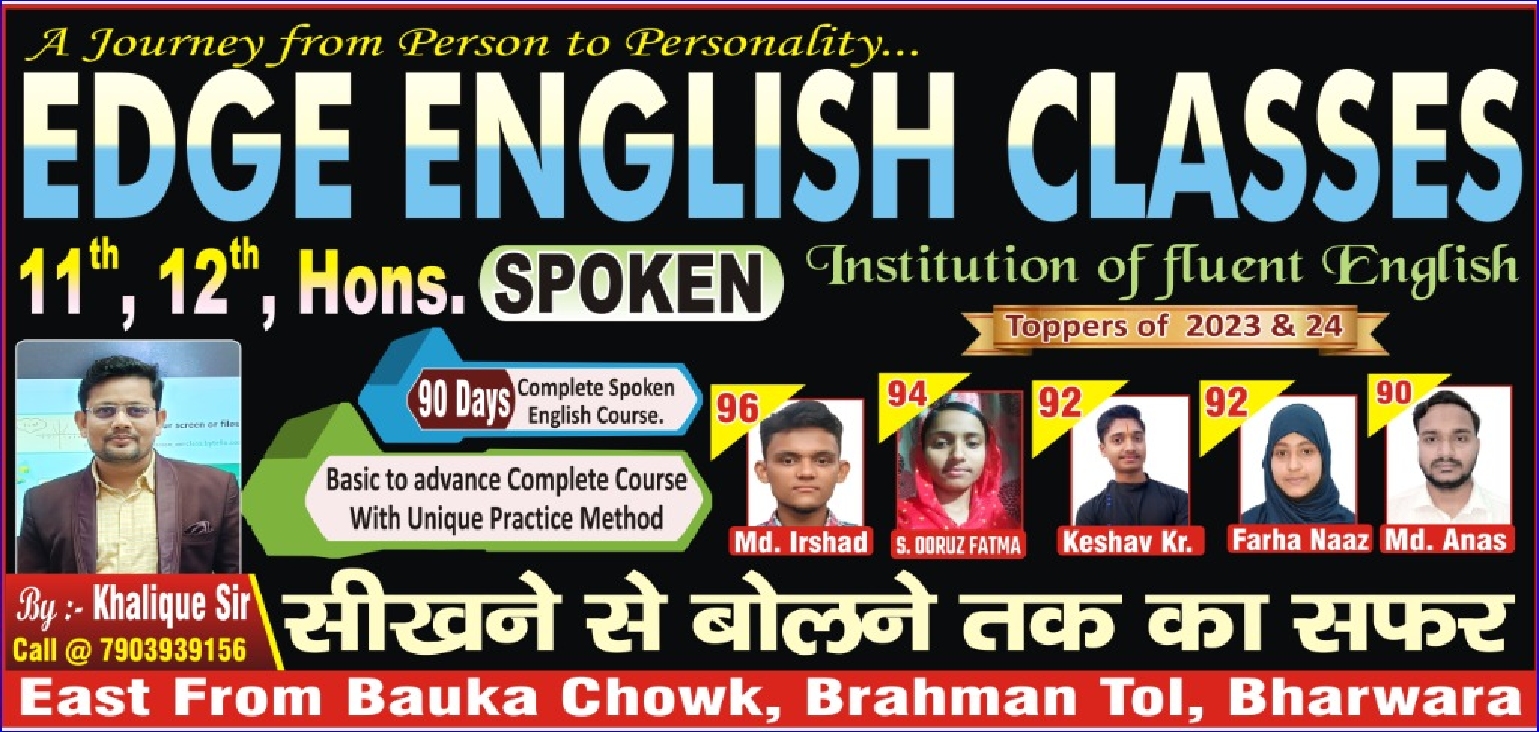 A Journey from Person to Personality...
EDGE ENGLISH CLASSES
11th, 12th, Hons. SPOKEN
Institution of fluent English
Toppers of 2023 & 24
90 Days Complete Spoken
English Course.
Basic to advance Complete Course
With Unique Practice Method
96
94
92
92
90
Md. Irshad
S. OORUZ FATMA
Keshav Kr.
Farha Naaz
Md. Anas
By :- Khalique Sir
Call @ 7903939156
सीखने से बोलने तक का सफर
East From Bauka Chowk, Brahman Tol, Bharwara